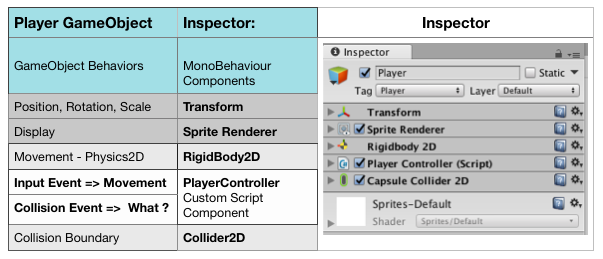 Player GameObject
Inspector:
Inspector
GameObject Behaviors
MonoBehaviour
Components
Position, Rotation, Scale
Transform
Display
Sprite Renderer
Movement - Physics2D
RigidBody2D
Input Event => Movement
PlayerController
Custom Script
Component
Collision Event => What ?
Collision Boundary
Collider2D
Inspector
Player
Static
Tag Player
Layer Default
Transform
Sprite Renderer
Rigidbody 2D
Player Controller (Script)
Capsule Collider 2D
Sprites-Default
Shader Sprites/Default